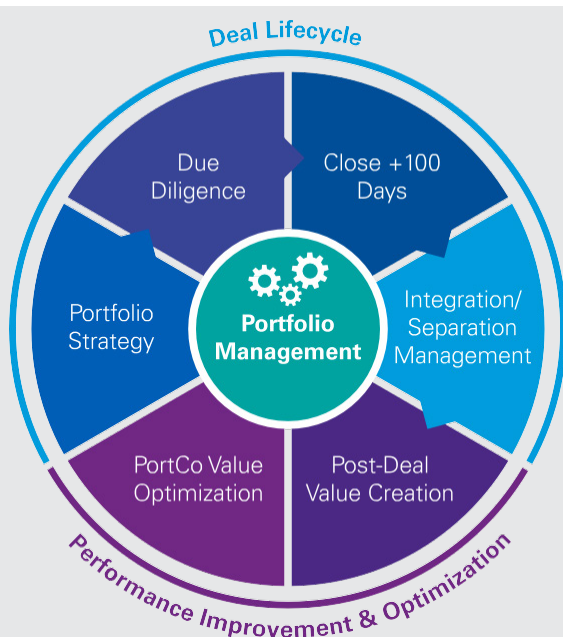 Deal Lifecycle
Due
Diligence
Close +100
Days
Portfolio
Strategy
Portfolio
Management
Integration/
Separation
Management
PortCo Value
Optimization
Post-Deal
Value Creation
Performance Improvement & Optimization